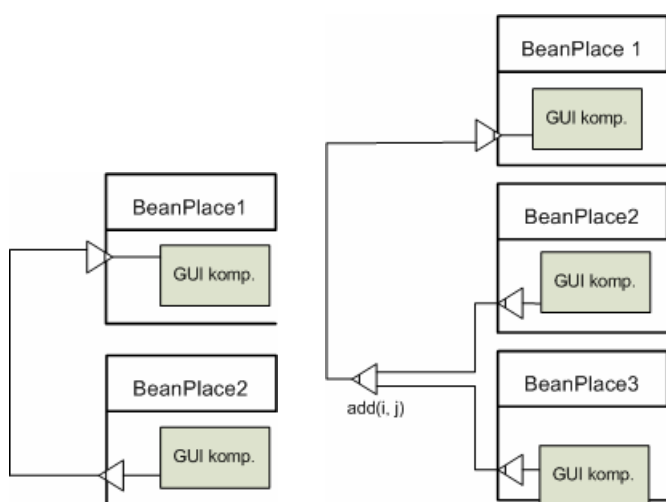 BeanPlace1
GUI komp.
BeanPlace2
GUI komp.
BeanPlace 1
GUI komp.
BeanPlace2
GUI komp.
add(i, j)
BeanPlace3
GUI komp.